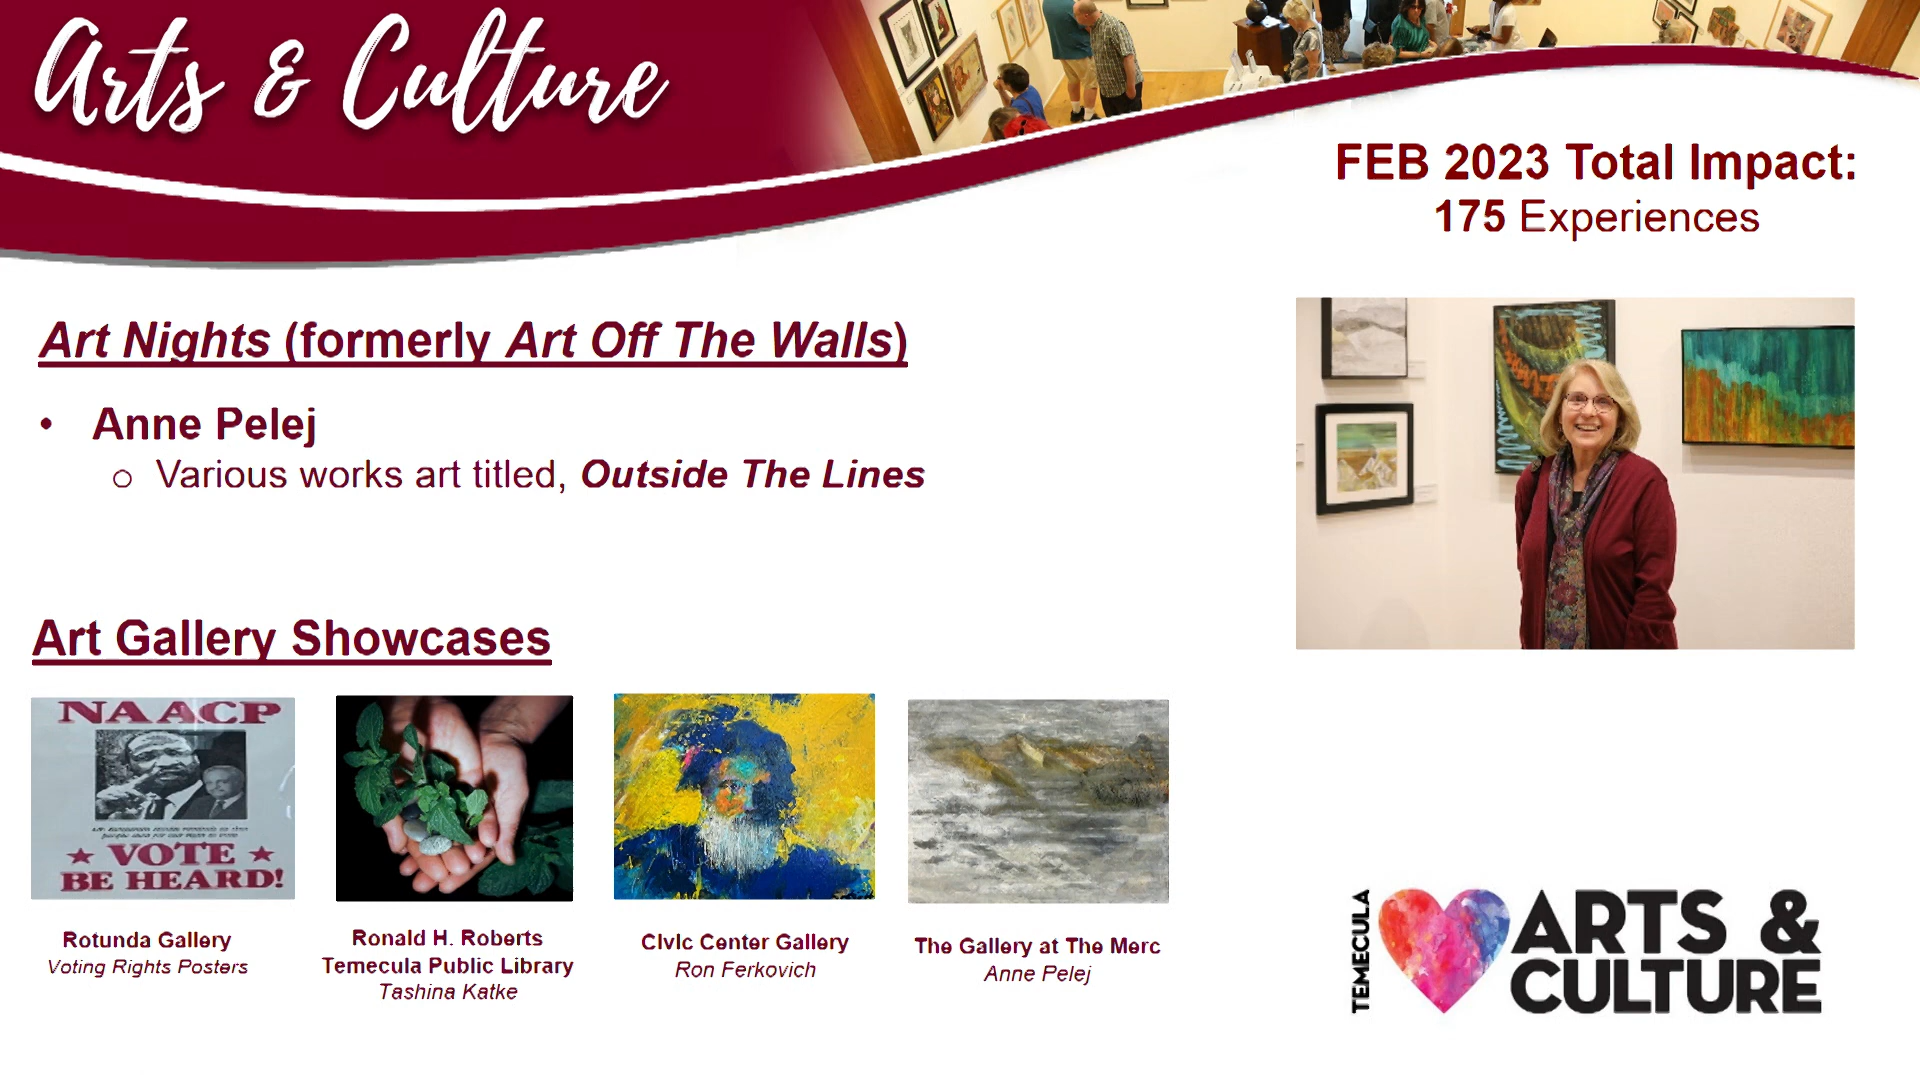 Arts & Culture
FEB 2023 Total Impact:
175 Experiences
Art Nights (formerly Art Off The Walls)
• Anne Pelej
o Various works art titled, Outside The Lines
Art Gallery Showcases
NAACP
★ VOTE ★
BE HEARD!
Rotunda Gallery
Voting Rights Posters
Ronald H. Roberts
Temecula Public Library
Tashina Katke
Civic Center Gallery
Ron Ferkovich
The Gallery at The Merc
Anne Pelej
TEMECULA
ARTS &
CULTURE